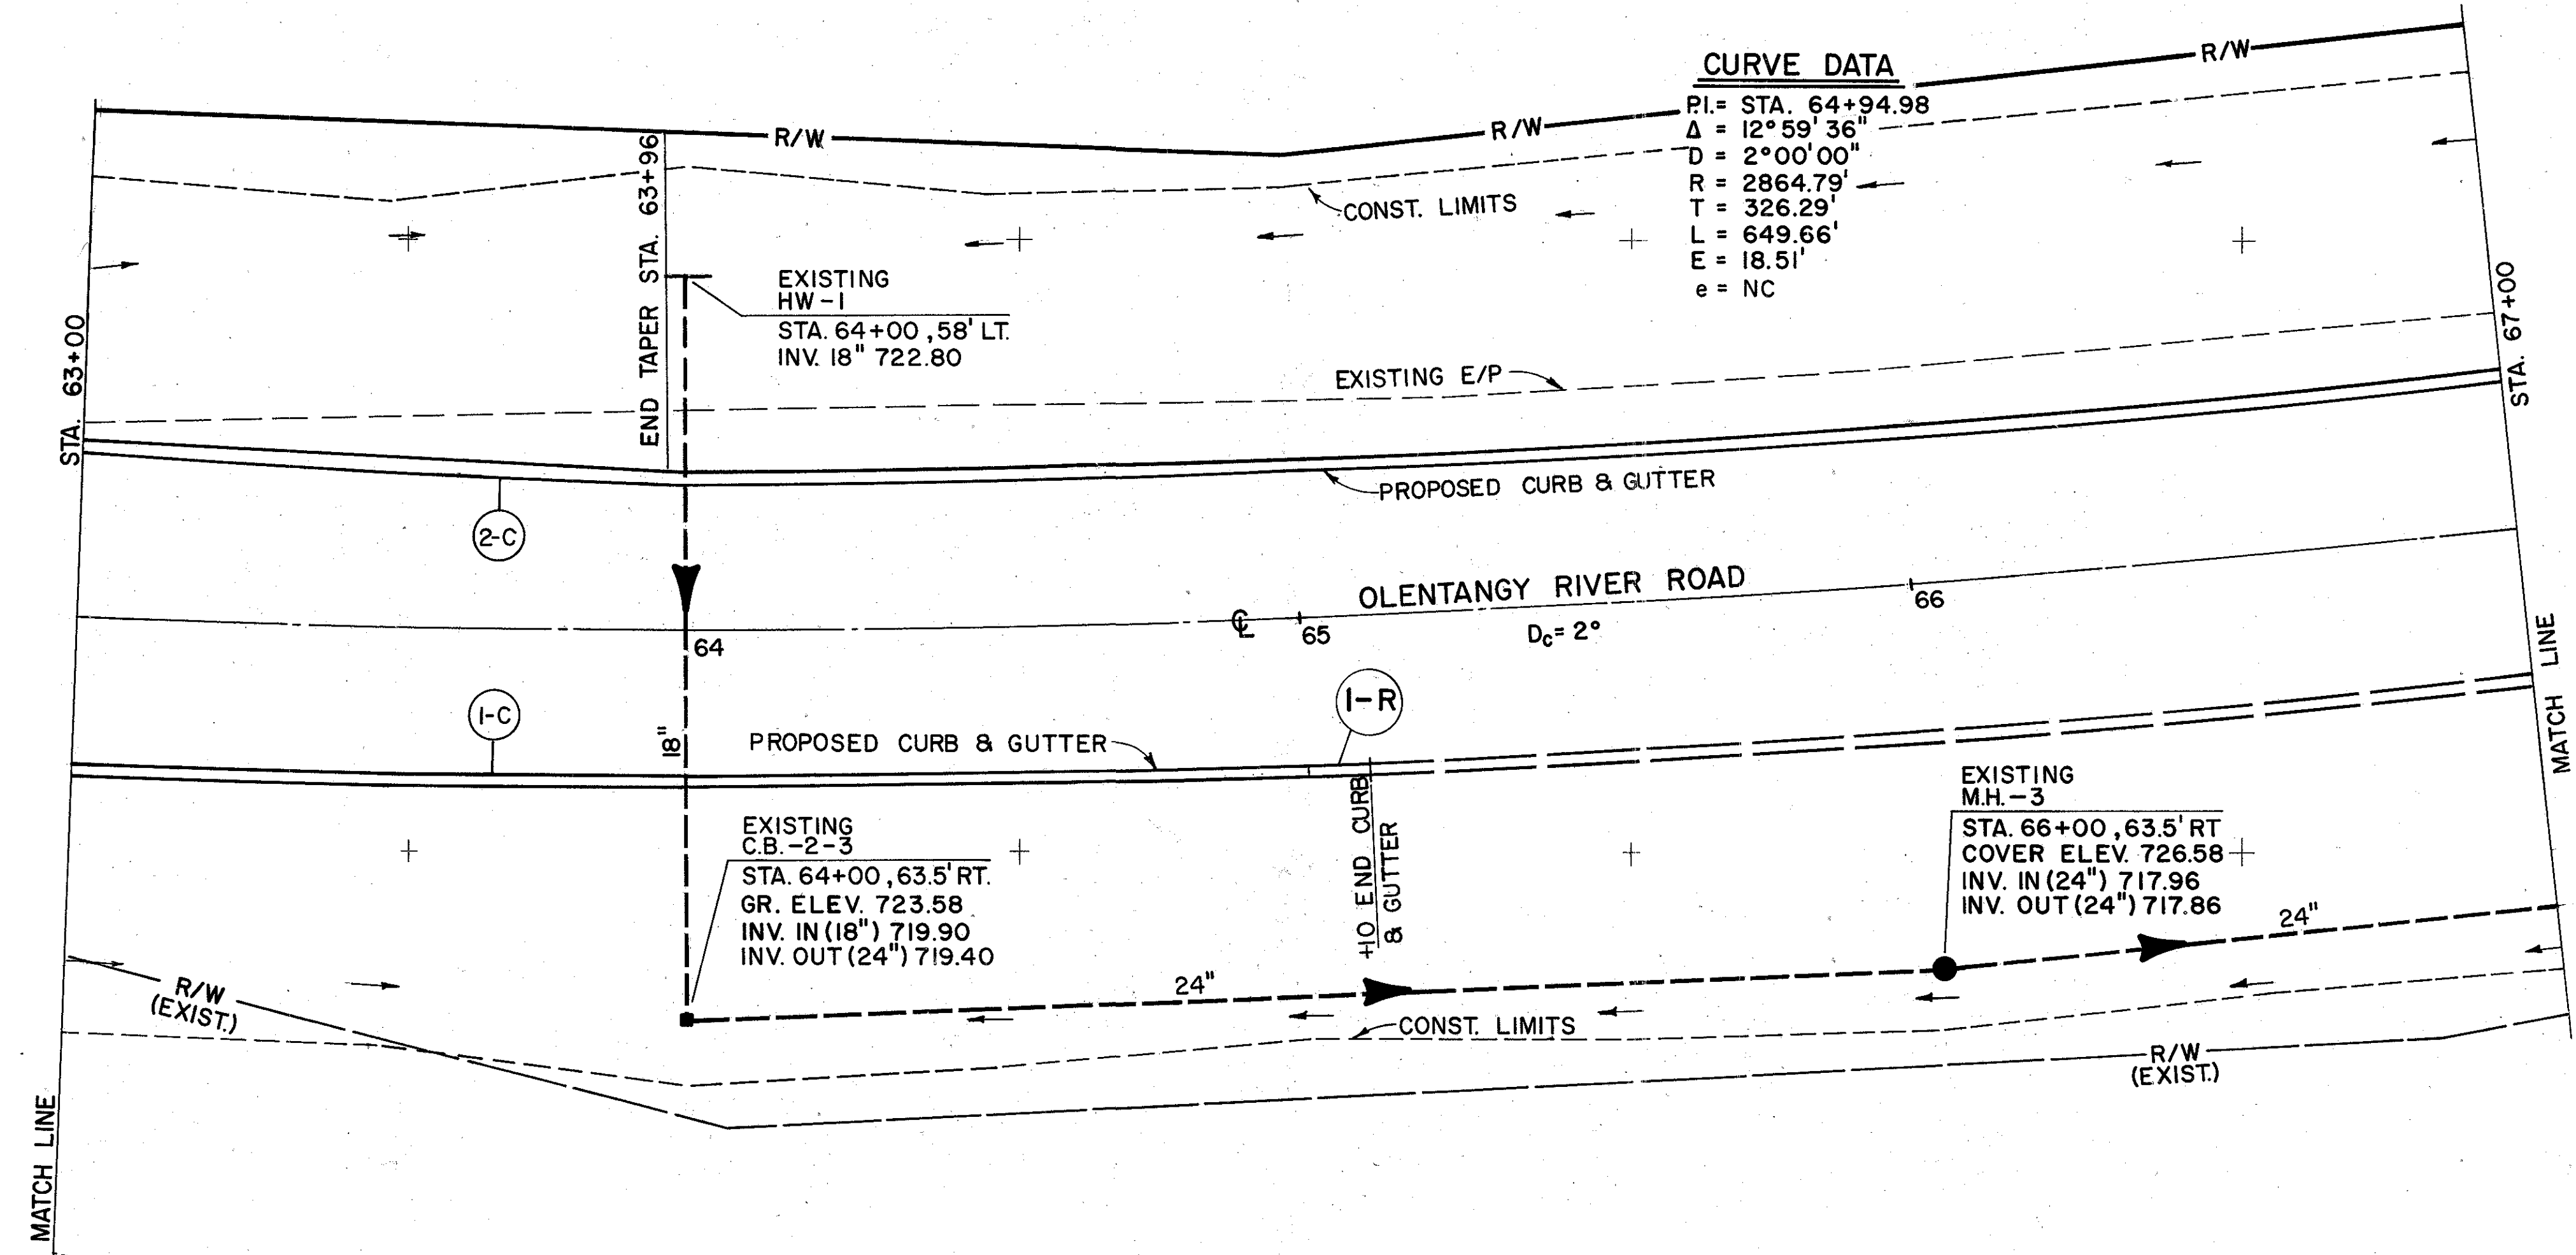 CURVE DATA
P.I.= STA. 64+94.98
Δ = 12°59'36"
D = 2°00'00"
R = 2864.79'
T = 326.29'
L = 649.66'
E = 18.51'
e = NC
R/W
R/W
R/W
CONST. LIMITS
END TAPER STA. 63+96
EXISTING
HW-1
STA. 64+00,58' LT.
INV. 18" 722.80
STA. 63+00
STA. 67+00
EXISTING E/P
PROPOSED CURB & GUTTER
2-C
OLENTANGY RIVER ROAD
℄
64
65
66
Dc= 2°
1-C
18"
PROPOSED CURB & GUTTER
1-R
+10 END CURB
& GUTTER
EXISTING
C.B.-2-3
STA. 64+00,63.5' RT.
GR. ELEV. 723.58
INV. IN (18") 719.90
INV. OUT (24") 719.40
EXISTING
M.H.-3
STA. 66+00,63.5' RT
COVER ELEV. 726.58
INV. IN (24") 717.96
INV. OUT (24") 717.86
24"
24"
R/W
(EXIST.)
CONST. LIMITS
R/W
(EXIST.)
MATCH LINE
MATCH LINE